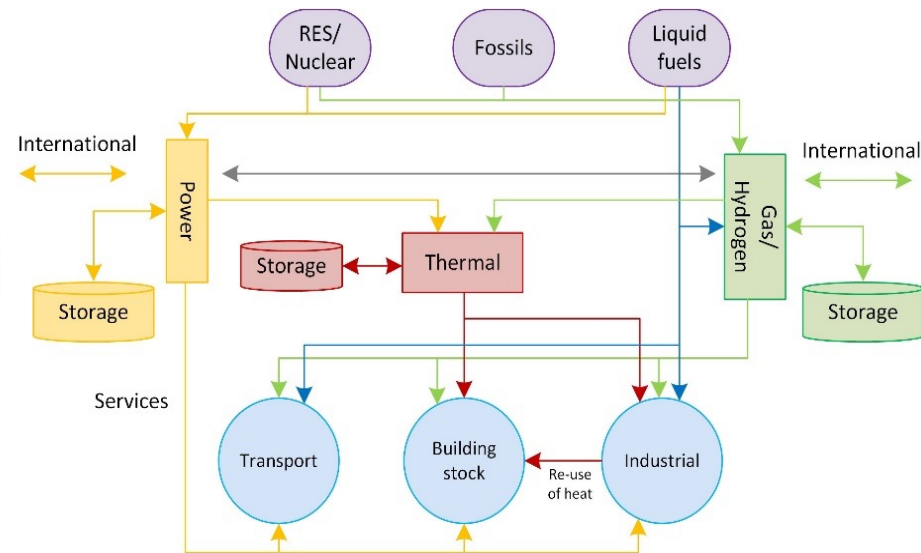 RES/
Nuclear
Fossils
Liquid
fuels
International
International
Power
Gas/
Hydrogen
Storage
Thermal
Storage
Storage
Services
Transport
Building
stock
Industrial
Re-use
of heat